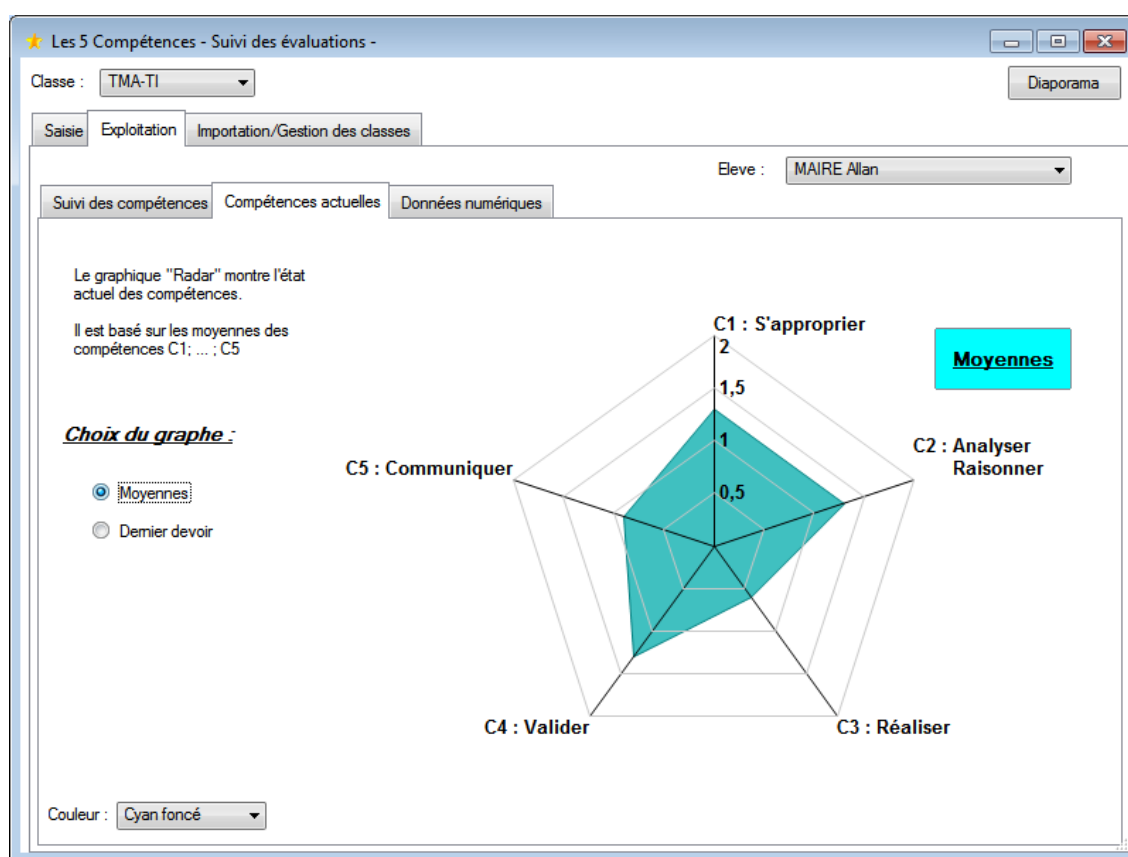 Les 5 Compétences - Suivi des évaluations -
Classe : TMA-TI
Diaporama
Saisie Exploitation Importation/Gestion des classes
Eleve : MAIRE Allan
Suivi des compétences Compétences actuelles Données numériques
Le graphique "Radar" montre l'état
actuel des compétences.
Il est basé sur les moyennes des
compétences C1; ... ; C5
C1 : S'approprier
2
Moyennes
1,5
Choix du graphe :
1
C2 : Analyser
Raisonner
C5 : Communiquer
Moyennes
0,5
Dernier devoir
C4 : Valider
C3 : Réaliser
Couleur : Cyan foncé